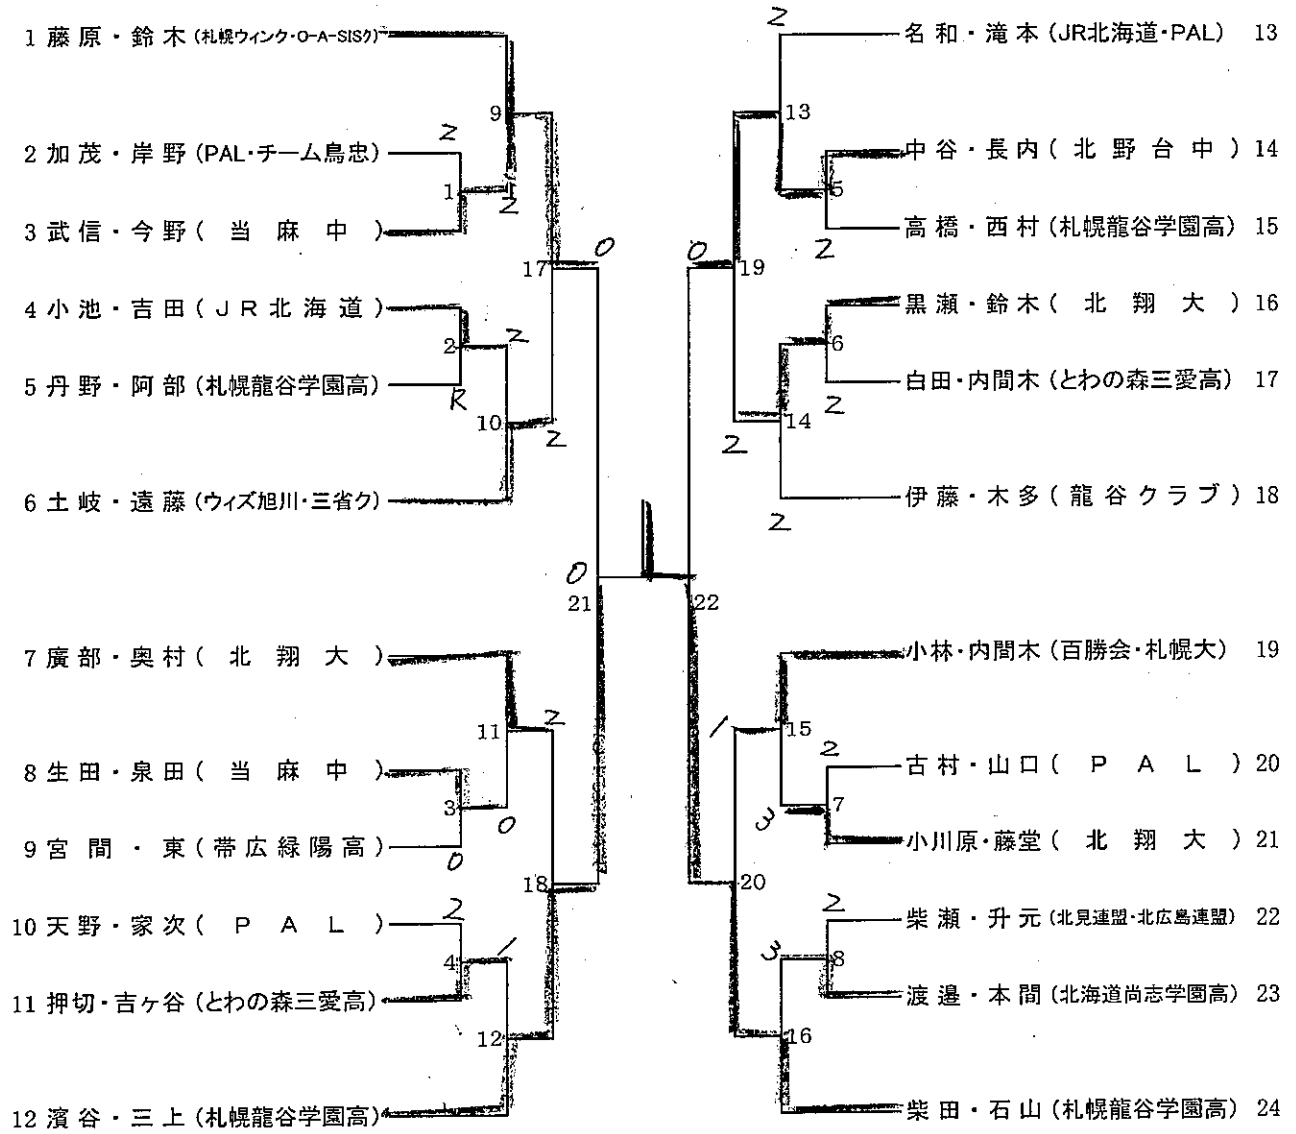 1 藤原・鈴木 (札幌ウィンク・O-A-SISク)
9
2
2 加茂・岸野 (PAL・チーム鳥忠)
1
2
3 武信・今野 (当麻中)
17
0
4 小池・吉田 (JR北海道)
2
2
5 丹野・阿部 (札幌龍谷学園高)
R
10
2
6 土岐・遠藤 (ウィズ旭川・三省ク)
0
21
7 廣部・奥村 (北翔大)
11
2
8 生田・泉田 (当麻中)
3
0
9 宮間・東 (帯広緑陽高)
0
18
10 天野・家次 (PAL)
2
4
1
11 押切・吉ヶ谷 (とわの森三愛高)
12
12 濱谷・三上 (札幌龍谷学園高)
2
名和・滝本 (JR北海道・PAL) 13
13
中谷・長内 (北野台中) 14
5
高橋・西村 (札幌龍谷学園高) 15
2
0
19
黒瀬・鈴木 (北翔大) 16
6
白田・内間木 (とわの森三愛高) 17
2
14
2
伊藤・木多 (龍谷クラブ) 18
2
22
小林・内間木 (百勝会・札幌大) 19
1
15
2
古村・山口 (PAL) 20
7
3
小川原・藤堂 (北翔大) 21
20
2
柴瀬・升元 (北見連盟・北広島連盟) 22
3
8
渡邉・本間 (北海道尚志学園高) 23
16
柴田・石山 (札幌龍谷学園高) 24